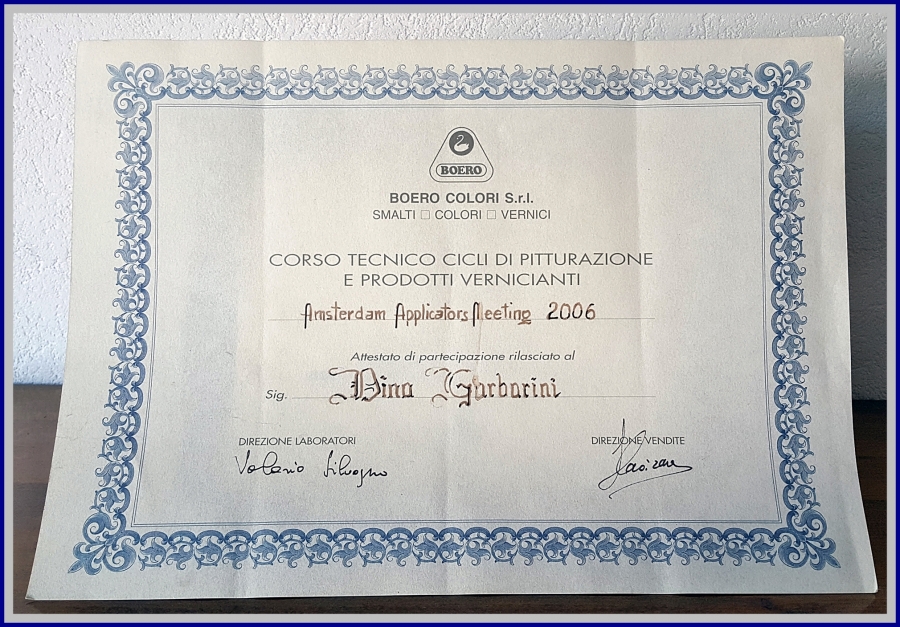 BOERO
BOERO COLORI S.r.l.
SMALTI □ COLORI □ VERNICI
CORSO TECNICO CICLI DI PITTURAZIONE
E PRODOTTI VERNICIANTI
Amsterdam Applicators Meeting 2006
Attestato di partecipazione rilasciato al
Sig. Dino Garbarini
DIREZIONE LABORATORI
DIREZIONE VENDITE